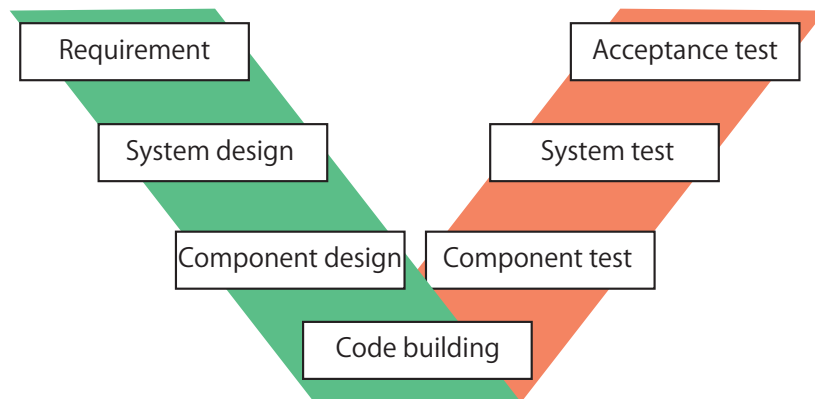 Requirement
Acceptance test
System design
System test
Component design
Component test
Code building